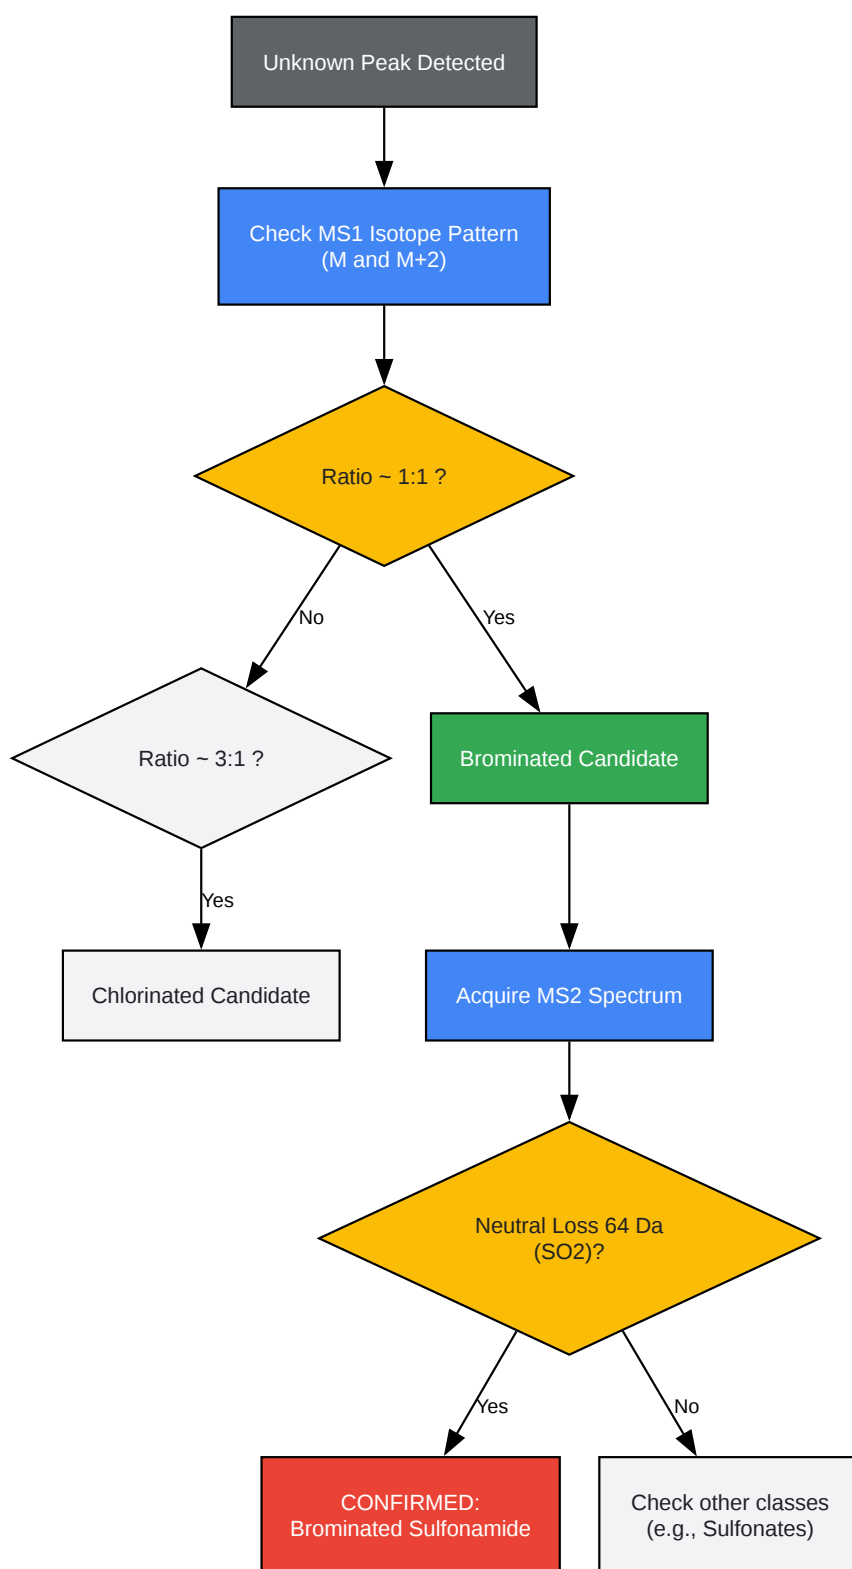 Unknown Peak Detected
Check MS1 Isotope Pattern
(M and M+2)
Ratio ~ 1:1 ?
No
Yes
Ratio ~ 3:1 ?
Brominated Candidate
Yes
Chlorinated Candidate
Acquire MS2 Spectrum
Neutral Loss 64 Da
(SO2)?
Yes
No
CONFIRMED:
Brominated Sulfonamide
Check other classes
(e.g., Sulfonates)